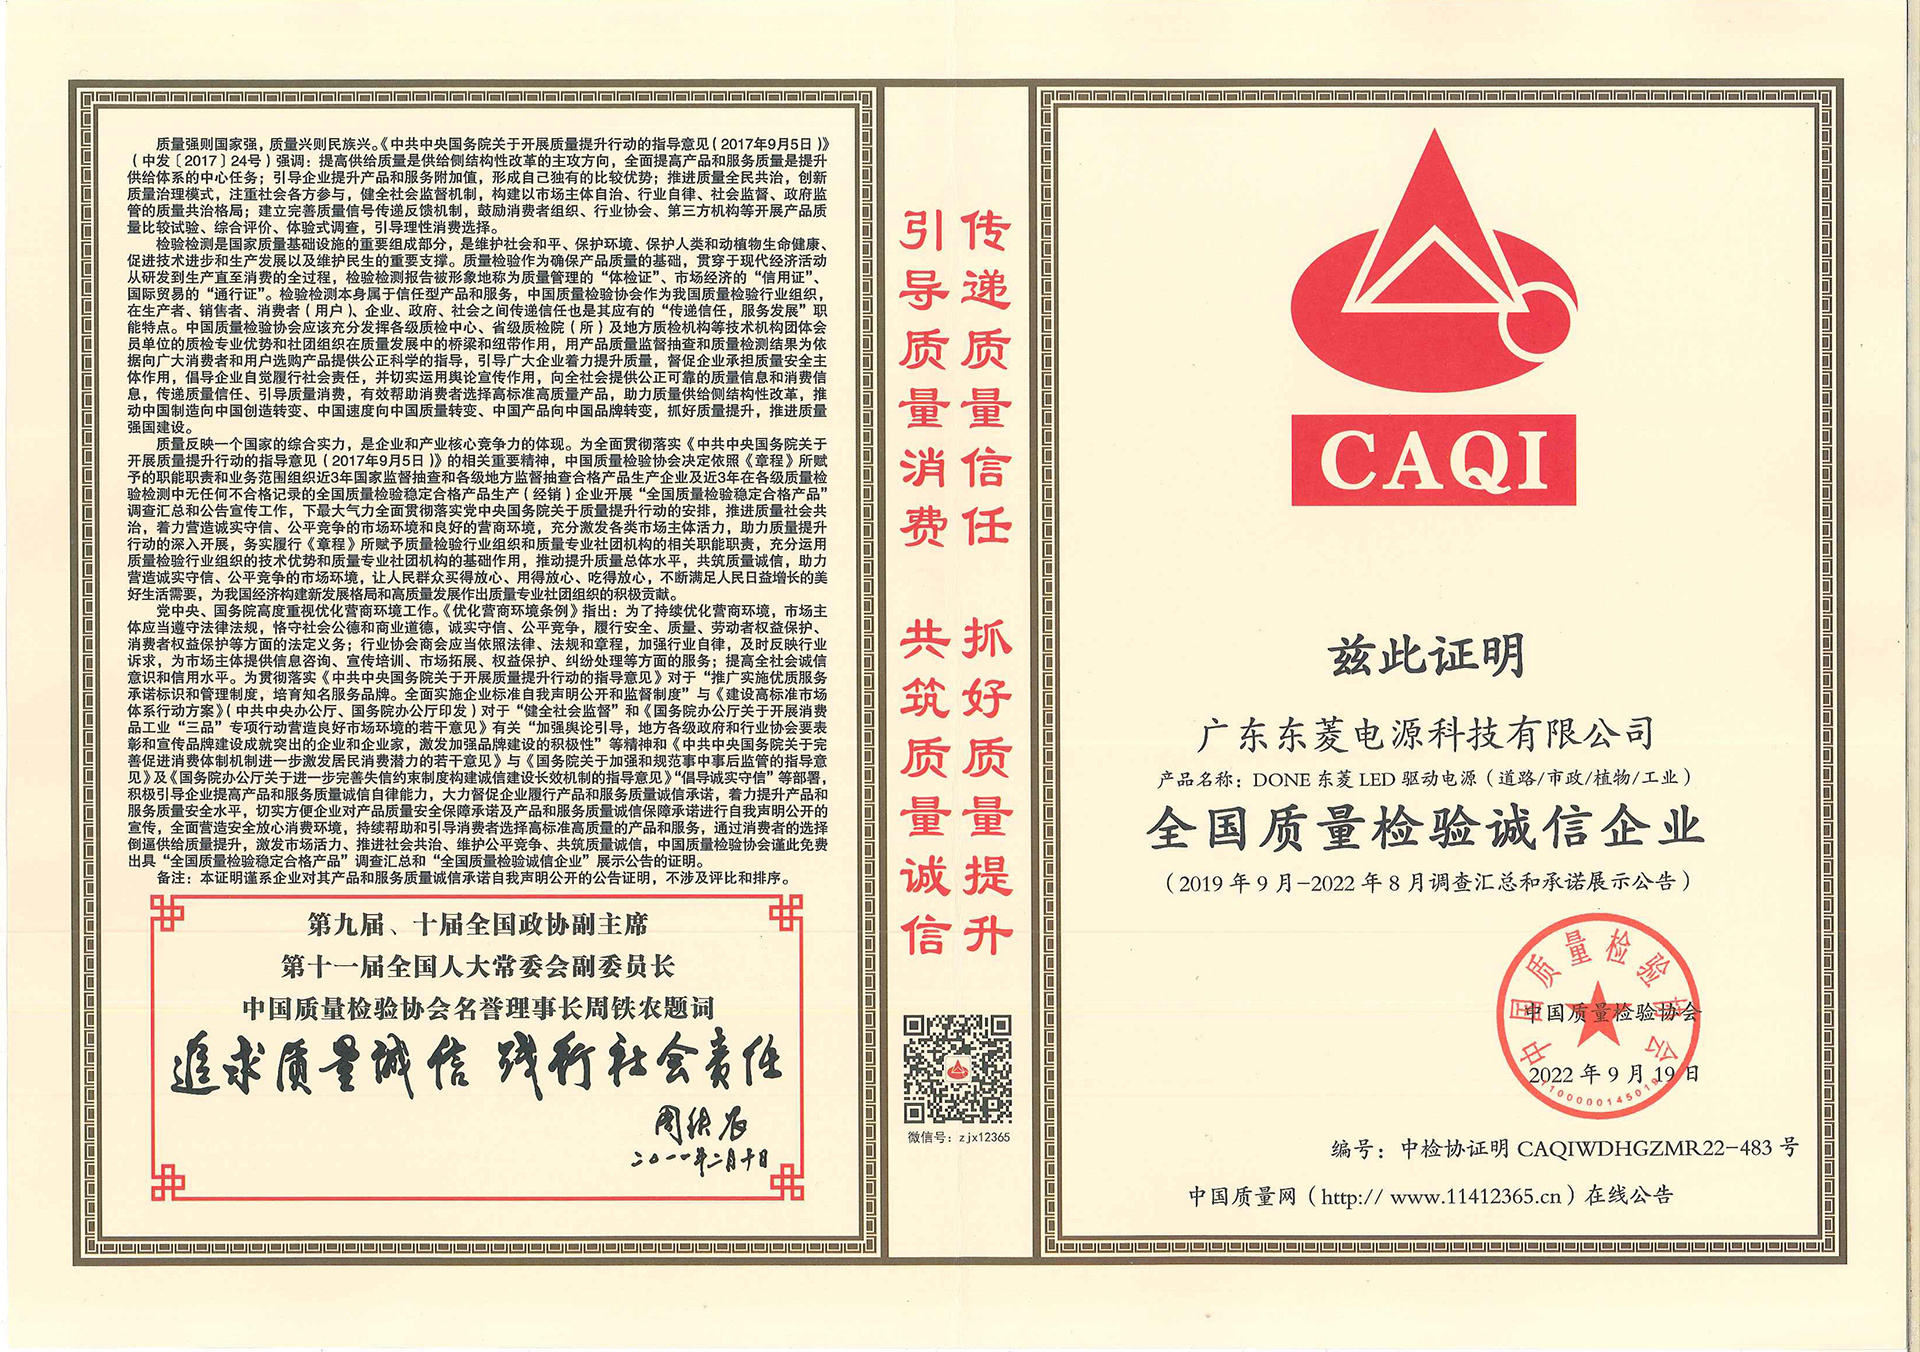 质量强则国家强，质量兴则民族兴。《中共中央国务院关于开展质量提升行动的指导意见（2017年9月5日）》
（中发〔2017〕24号）强调：提高供给质量是供给侧结构性改革的主攻方向，全面提高产品和服务质量是提升
供给体系的中心任务；引导企业提升产品和服务附加值，形成自己独有的比较优势；推进质量全民共治，创新
质量治理模式，注重社会各方参与，健全社会监督机制，构建以市场主体自治、行业自律、社会监督、政府监
管的质量共治格局；建立完善质量信号传递反馈机制，鼓励消费者组织、行业协会、第三方机构等开展产品质
量比较试验、综合评价、体验式调查，引导理性消费选择。
检验检测是国家质量基础设施的重要组成部分，是维护社会和平、保护环境、保护人类和动植物生命健康、
促进技术进步和生产发展以及维护民生的重要支撑。质量检验作为确保产品质量的基础，贯穿于现代经济活动
从研发到生产直至消费的全过程，检验检测报告被形象地称为质量管理的“体检证”、市场经济的“信用证”、
国际贸易的“通行证”。检验检测本身属于信任型产品和服务，中国质量检验协会作为我国质量检验行业组织，
在生产者、销售者、消费者（用户）、企业、政府、社会之间传递信任也是其应有的“传递信任，服务发展”职
能特点。中国质量检验协会应该充分发挥各级质检中心、省级质检院（所）及地方质检机构等技术机构团体会
员单位的质检专业优势和社团组织在质量发展中的桥梁和纽带作用，用产品质量监督抽查和质量检测结果为依
据向广大消费者和用户选购产品提供公正科学的指导，引导广大企业着力提升质量，督促企业承担质量安全主
体作用，倡导企业自觉履行社会责任，并切实运用舆论宣传作用，向全社会提供公正可靠的质量信息和消费信
息，传递质量信任、引导质量消费，有效帮助消费者选择高标准高质量产品，助力质量供给侧结构性改革，推
动中国制造向中国创造转变、中国速度向中国质量转变、中国产品向中国品牌转变，抓好质量提升，推进质量
强国建设。
质量反映一个国家的综合实力，是企业和产业核心竞争力的体现。为全面贯彻落实《中共中央国务院关于
开展质量提升行动的指导意见（2017年9月5日）》的相关重要精神，中国质量检验协会决定依照《章程》所赋
予的职能职责和业务范围组织近3年国家监督抽查和各级地方监督抽查合格产品生产企业及近3年在各级质量检
验检测中无任何不合格记录的全国质量检验稳定合格产品生产（经销）企业开展“全国质量检验稳定合格产品”
调查汇总和公告宣传工作，下最大气力全面贯彻落实党中央国务院关于质量提升行动的安排，推进质量社会共
治，着力营造诚实守信、公平竞争的市场环境和良好的营商环境，充分激发各类市场主体活力，助力质量提升
行动的深入开展，务实履行《章程》所赋予质量检验行业组织和质量专业社团机构的相关职能职责，充分运用
质量检验行业组织的技术优势和质量专业社团机构的基础作用，推动提升质量总体水平，共筑质量诚信，助力
营造诚实守信、公平竞争的市场环境，让人民群众买得放心、用得放心、吃得放心，不断满足人民日益增长的美
好生活需要，为我国经济构建新发展格局和高质量发展作出质量专业社团组织的积极贡献。
党中央、国务院高度重视优化营商环境工作。《优化营商环境条例》指出：为了持续优化营商环境，市场主
体应当遵守法律法规，恪守社会公德和商业道德，诚实守信、公平竞争，履行安全、质量、劳动者权益保护、
消费者权益保护等方面的法定义务；行业协会商会应当依照法律、法规和章程，加强行业自律，及时反映行业
诉求，为市场主体提供信息咨询、宣传培训、市场拓展、权益保护、纠纷处理等方面的服务；提高全社会诚信
意识和信用水平。为贯彻落实《中共中央国务院关于开展质量提升行动的指导意见》对于“推广实施优质服务
承诺标识和管理制度，培育知名服务品牌。全面实施企业标准自我声明公开和监督制度”与《建设高标准市场
体系行动方案》（中共中央办公厅、国务院办公厅印发）对于“健全社会监督”和《国务院办公厅关于开展消费
品工业“三品”专项行动营造良好市场环境的若干意见》有关“加强舆论引导，地方各级政府和行业协会要表
彰和宣传品牌建设成就突出的企业和企业家，激发加强品牌建设的积极性”等精神和《中共中央国务院关于完
善促进消费体制机制进一步激发居民消费潜力的若干意见》与《国务院关于加强和规范事中事后监管的指导意
见》及《国务院办公厅关于进一步完善失信约束制度构建诚信建设长效机制的指导意见》“倡导诚实守信”等部署，
积极引导企业提高产品和服务质量诚信自律能力，大力督促企业履行产品和服务质量诚信承诺，着力提升产品和
服务质量安全水平，切实方便企业对产品质量安全保障承诺及产品和服务质量诚信保障承诺进行自我声明公开的
宣传，全面营造安全放心消费环境，持续帮助和引导消费者选择高标准高质量的产品和服务，通过消费者的选择
倒逼供给质量提升，激发市场活力、推进社会共治、维护公平竞争、共筑质量诚信，中国质量检验协会谨此免费
出具“全国质量检验稳定合格产品”调查汇总和“全国质量检验诚信企业”展示公告的证明。
备注：本证明谨系企业对其产品和服务质量诚信承诺自我声明公开的公告证明，不涉及评比和排序。
第九届、十届全国政协副主席
第十一届全国人大常委会副委员长
中国质量检验协会名誉理事长周铁农题词
追求质量诚信 践行社会责任
周铁农
二〇一一年二月十日
传递质量信任 抓好质量提升
引导质量消费 共筑质量诚信
微信号：zjx12365
CAQI
兹此证明
广东东菱电源科技有限公司
产品名称：DONE 东菱 LED 驱动电源（道路/市政/植物/工业）
全国质量检验诚信企业
（2019 年 9 月-2022 年 8 月调查汇总和承诺展示公告）
中国质量检验协会
中国质量检验协会
2022 年 9 月 19 日
1100000145019
编号：中检协证明 CAQIWDHGZMR22-483 号
中国质量网（http:// www.11412365.cn）在线公告